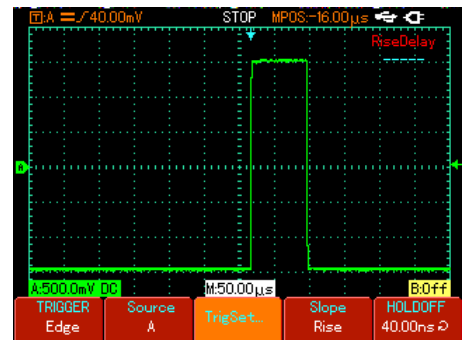 T:A 40.00mV STOP MPOS:-16.00µs
RiseDelay
-----
A
A:500.0mV DC M:50.00µs B:Off
TRIGGER Source TrigSet... Slope HOLDOFF
Edge A Rise 40.00ns